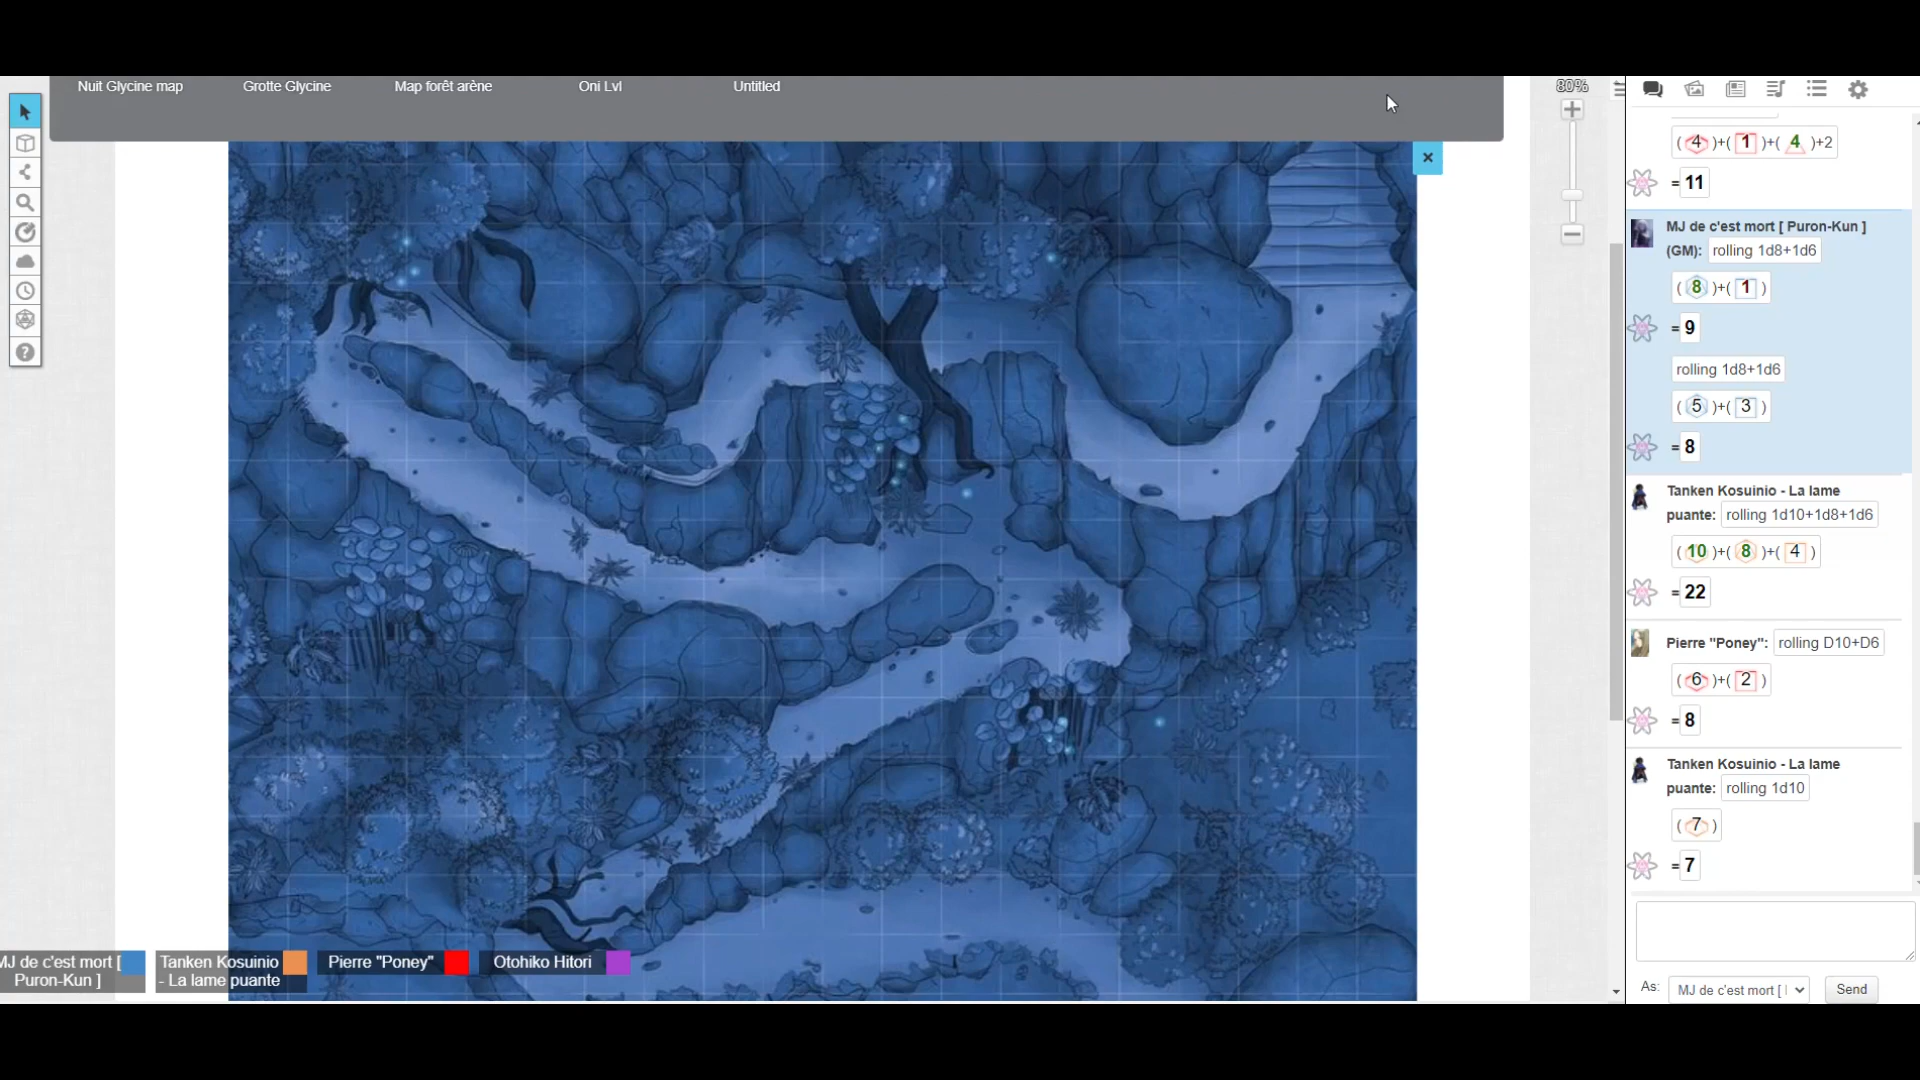 Nuit Glycine map
Grotte Glycine
Map forêt arène
Oni Lvl
Untitled
80%
(4)+(1)+(4)+2
=11
MJ de c'est mort [ Puron-Kun ]
(GM): rolling 1d8+1d6
(8)+(1)
=9
rolling 1d8+1d6
(5)+(3)
=8
Tanken Kosuinio - La lame
puante: rolling 1d10+1d8+1d6
(10)+(8)+(4)
=22
Pierre "Poney": rolling D10+D6
(6)+(2)
=8
Tanken Kosuinio - La lame
puante: rolling 1d10
(7)
=7
MJ de c'est mort [
Puron-Kun ]
Tanken Kosuinio
- La lame puante
Pierre "Poney"
Otohiko Hitori
As: MJ de c'est mort [
Send